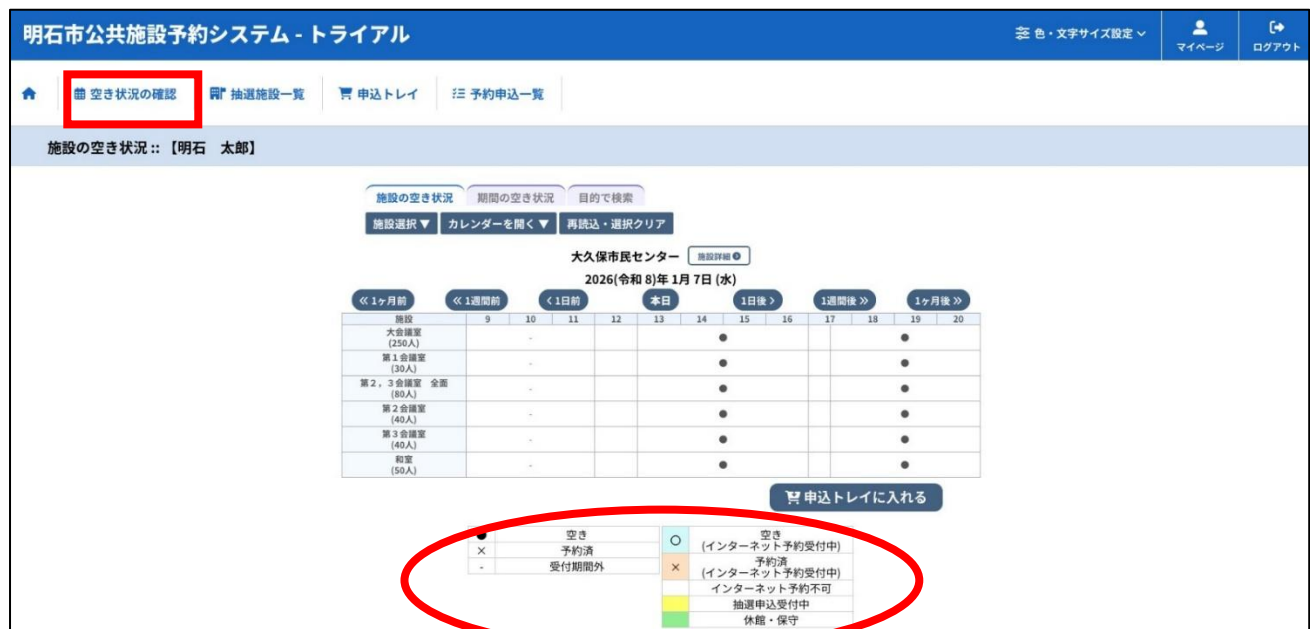 明石市公共施設予約システム - トライアル
色・文字サイズ設定
マイページ
ログアウト
空き状況の確認
抽選施設一覧
申込トレイ
予約申込一覧
施設の空き状況 :: 【明石 太郎】
施設の空き状況 期間の空き状況 目的で検索
施設選択▼ カレンダーを開く▼ 再読込・選択クリア
大久保市民センター 施設詳細
2026(令和 8)年 1月 7日 (水)
≪1ヶ月前 ≪1週間前 <1日前 本日 1日後> 1週間後≫ 1ヶ月後≫
施設 9 10 11 12 13 14 15 16 17 18 19 20
大会議室
(250人) - ● ●
第1会議室
(30人) - ● ●
第2,3会議室 全面
(80人) - ● ●
第2会議室
(40人) - ● ●
第3会議室
(40人) - ● ●
和室
(50人) - ● ●
申込トレイに入れる
● 空き
× 予約済
- 受付期間外
○ 空き
(インターネット予約受付中)
× 予約済
(インターネット予約受付中)
インターネット予約不可
抽選申込受付中
休館・保守